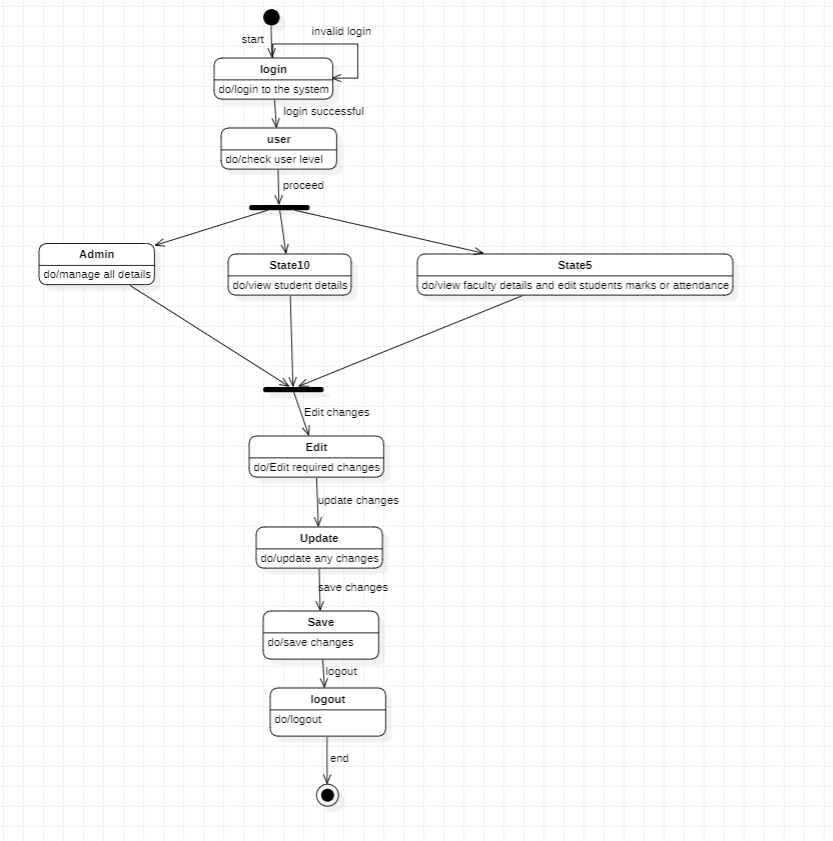 invalid login
start
login
do/login to the system
login successful
user
do/check user level
proceed
Admin
do/manage all details
State10
do/view student details
State5
do/view faculty details and edit students marks or attendance
Edit changes
Edit
do/Edit required changes
update changes
Update
do/update any changes
save changes
Save
do/save changes
logout
logout
do/logout
end